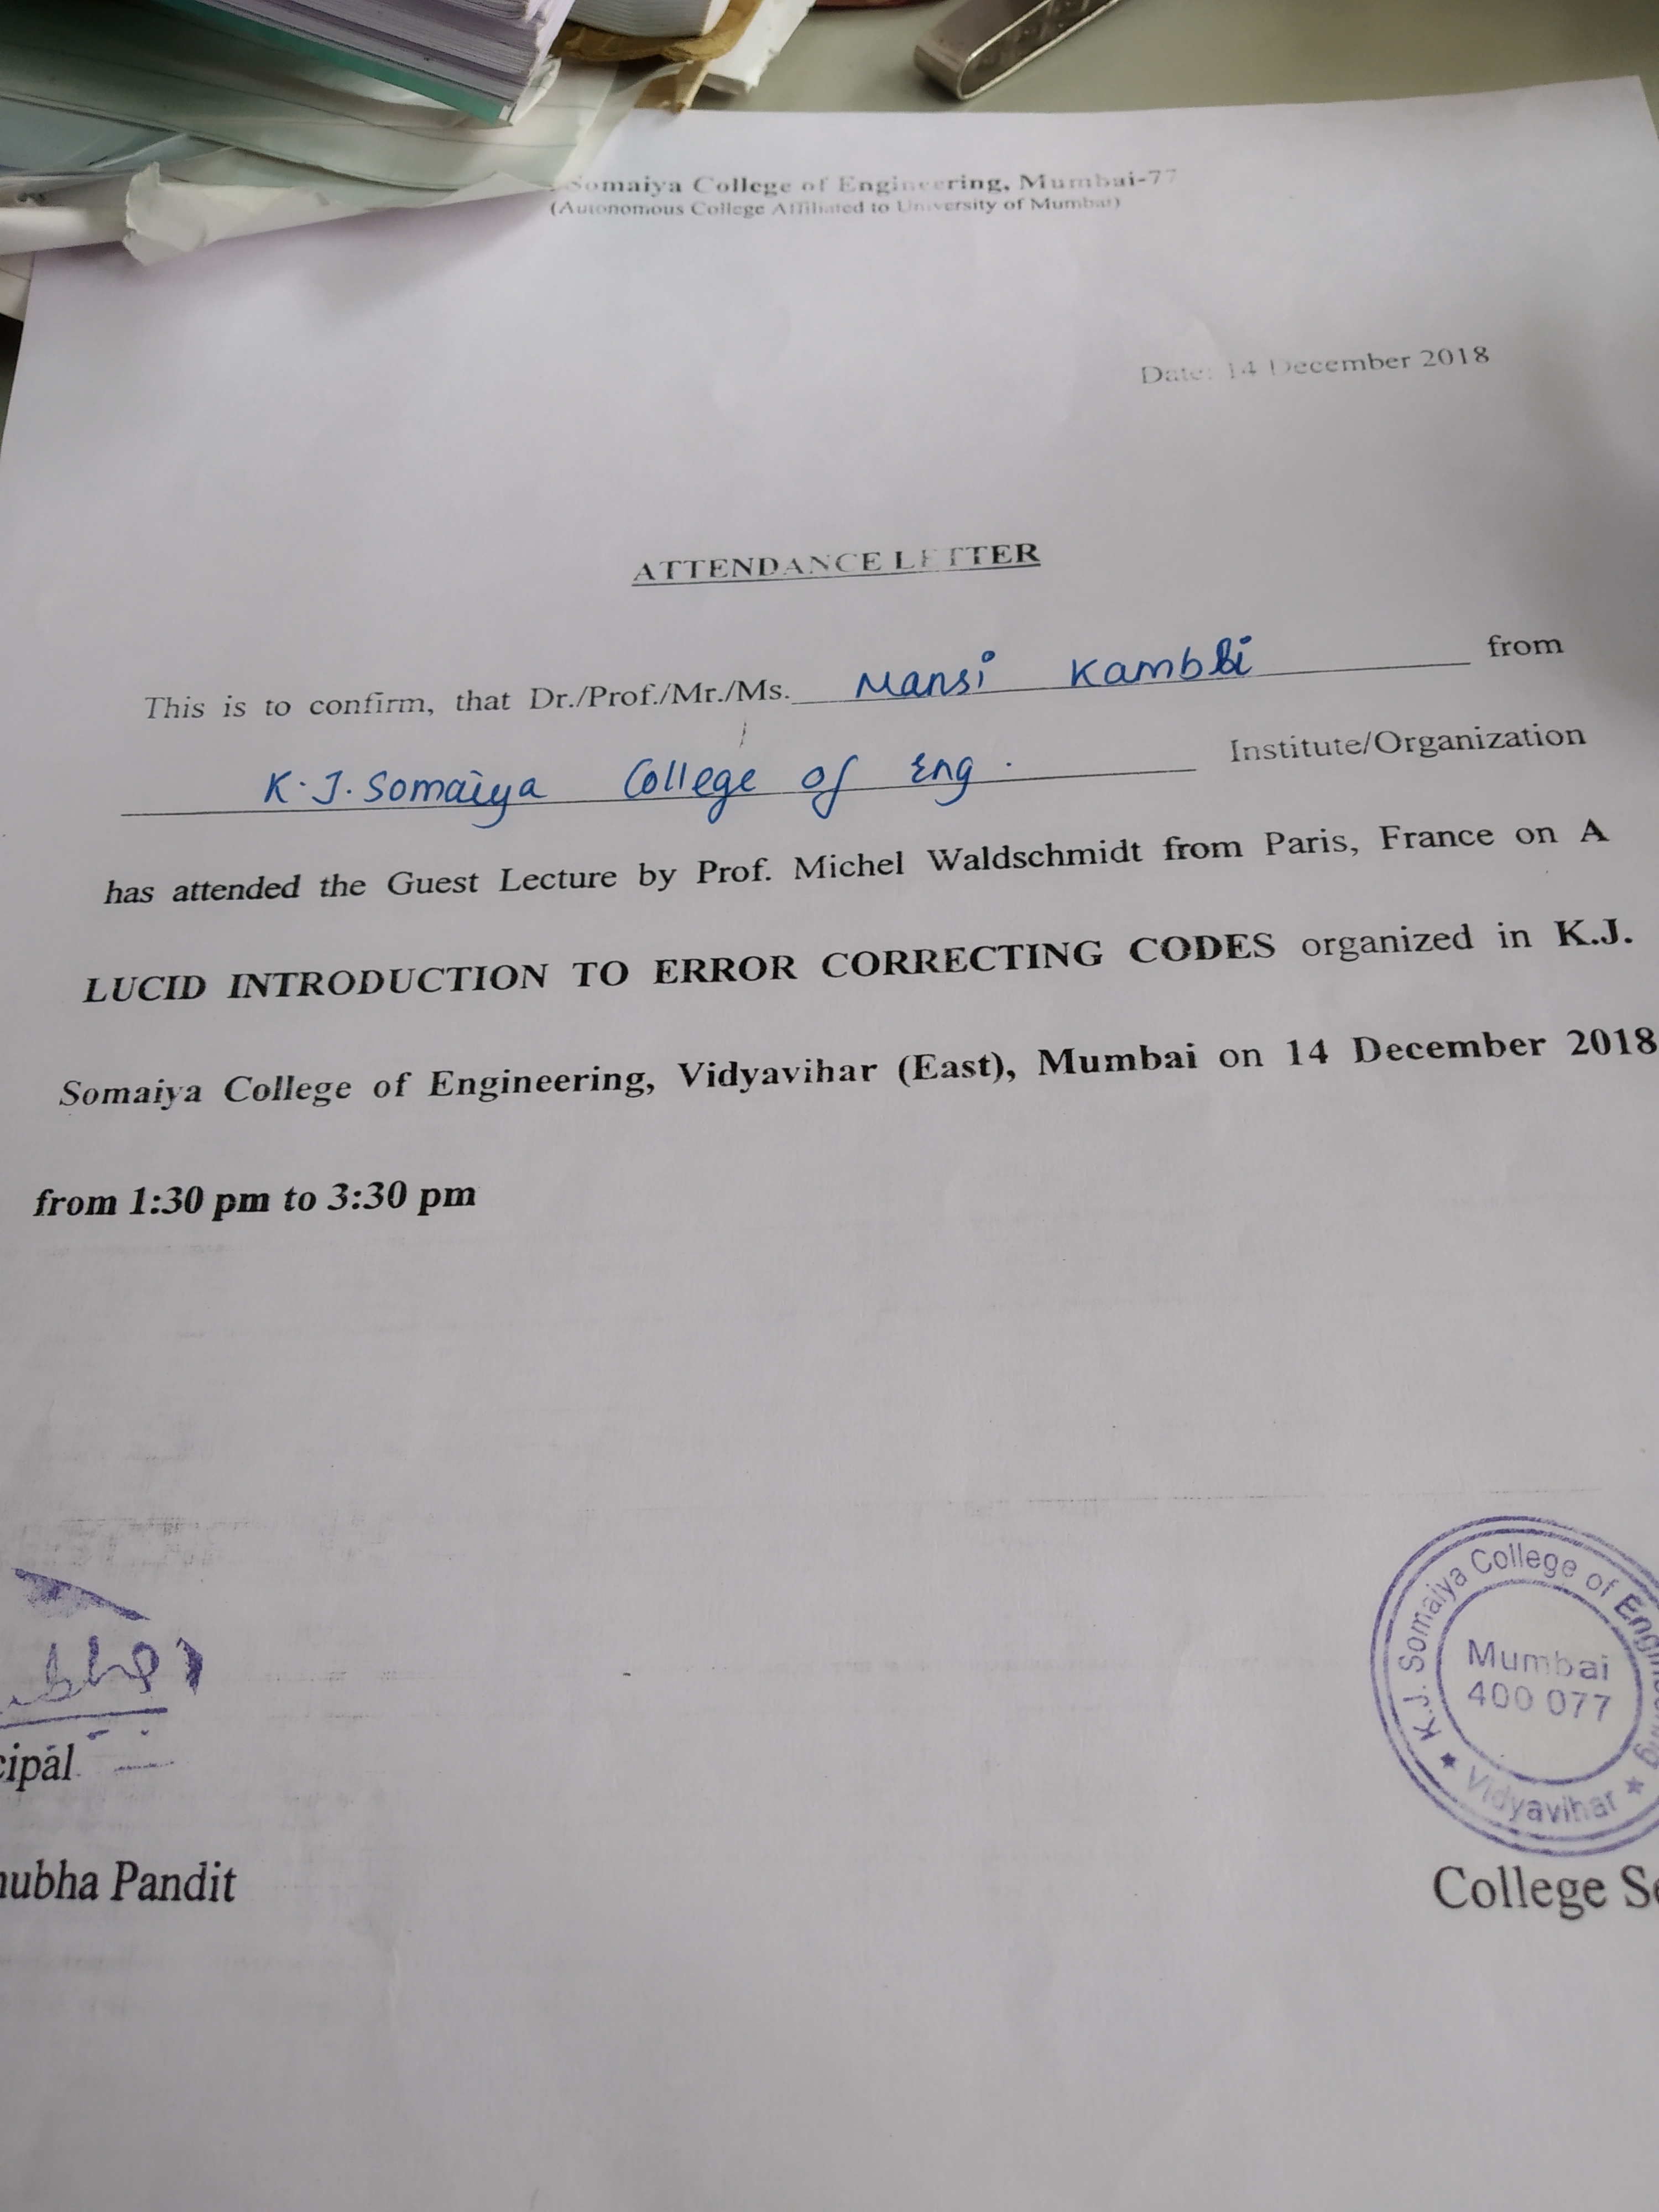 Somaiya College of Engineering, Mumbai-77
(Autonomous College Affiliated to University of Mumbai)
Date: 14 December 2018
ATTENDANCE LETTER
This is to confirm, that Dr./Prof./Mr./Ms. Mansi Kambli from
K.J. Somaiya College of Eng. Institute/Organization
has attended the Guest Lecture by Prof. Michel Waldschmidt from Paris, France on A
LUCID INTRODUCTION TO ERROR CORRECTING CODES organized in K.J.
Somaiya College of Engineering, Vidyavihar (East), Mumbai on 14 December 2018
from 1:30 pm to 3:30 pm
K.J. Somaiya College of Engineering
Mumbai
400 077
★ Vidyavihar ★
cipal
nubha Pandit
College Se